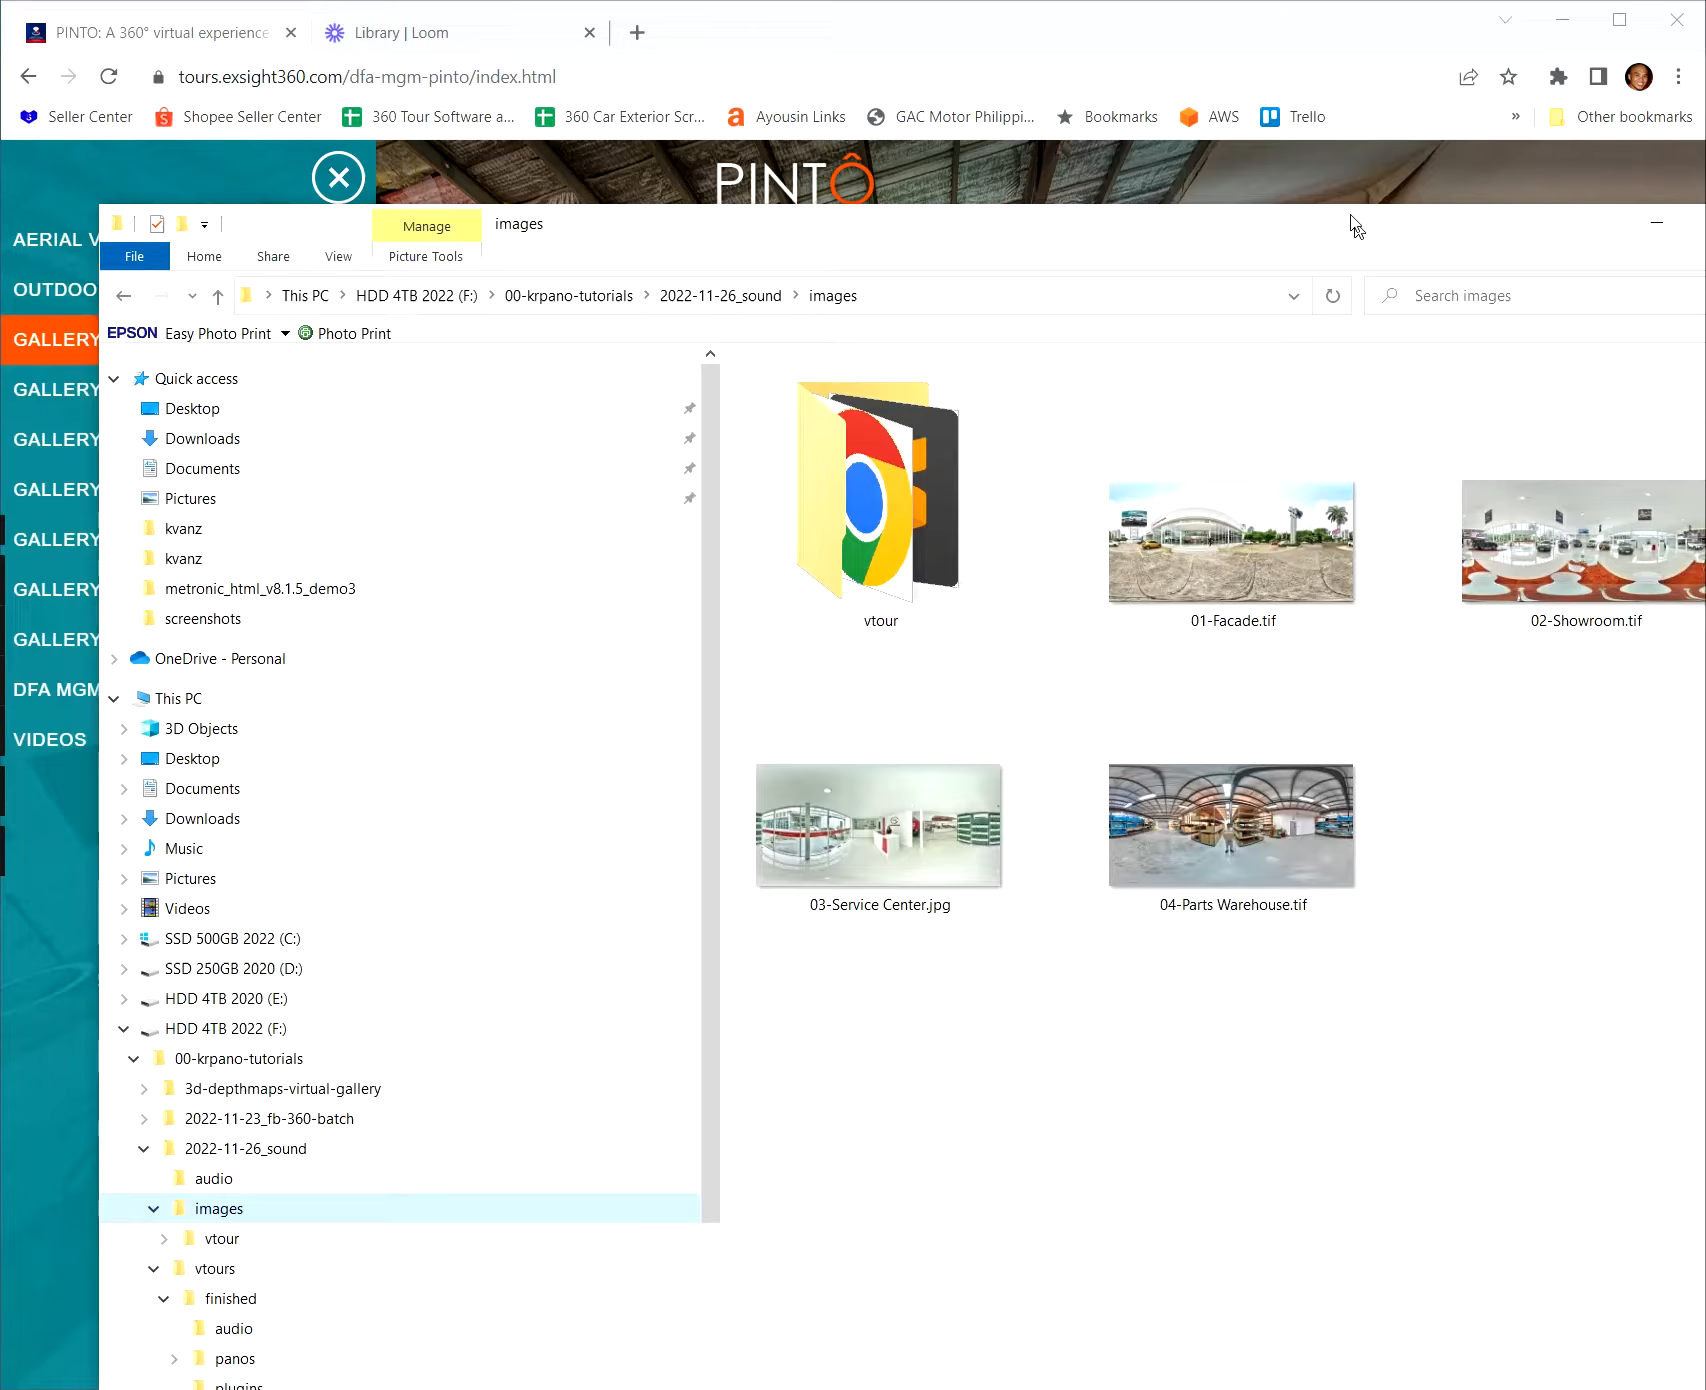 PINTO: A 360° virtual experience
Library | Loom
tours.exsight360.com/dfa-mgm-pinto/index.html
Seller Center
Shopee Seller Center
360 Tour Software a...
360 Car Exterior Scr...
Ayousin Links
GAC Motor Philippi...
Bookmarks
AWS
Trello
»
Other bookmarks
PINTÔ
AERIAL V
OUTDOO
GALLERY
GALLERY
GALLERY
GALLERY
GALLERY
GALLERY
GALLERY
DFA MGM
VIDEOS
Manage
images
File
Home
Share
View
Picture Tools
This PC > HDD 4TB 2022 (F:) > 00-krpano-tutorials > 2022-11-26_sound > images
Search images
EPSON Easy Photo Print
Photo Print
Quick access
Desktop
Downloads
Documents
Pictures
kvanz
kvanz
metronic_html_v8.1.5_demo3
screenshots
OneDrive - Personal
This PC
3D Objects
Desktop
Documents
Downloads
Music
Pictures
Videos
SSD 500GB 2022 (C:)
SSD 250GB 2020 (D:)
HDD 4TB 2020 (E:)
HDD 4TB 2022 (F:)
00-krpano-tutorials
3d-depthmaps-virtual-gallery
2022-11-23_fb-360-batch
2022-11-26_sound
audio
images
vtour
vtours
finished
audio
panos
plugins
vtour
01-Facade.tif
02-Showroom.tif
03-Service Center.jpg
04-Parts Warehouse.tif